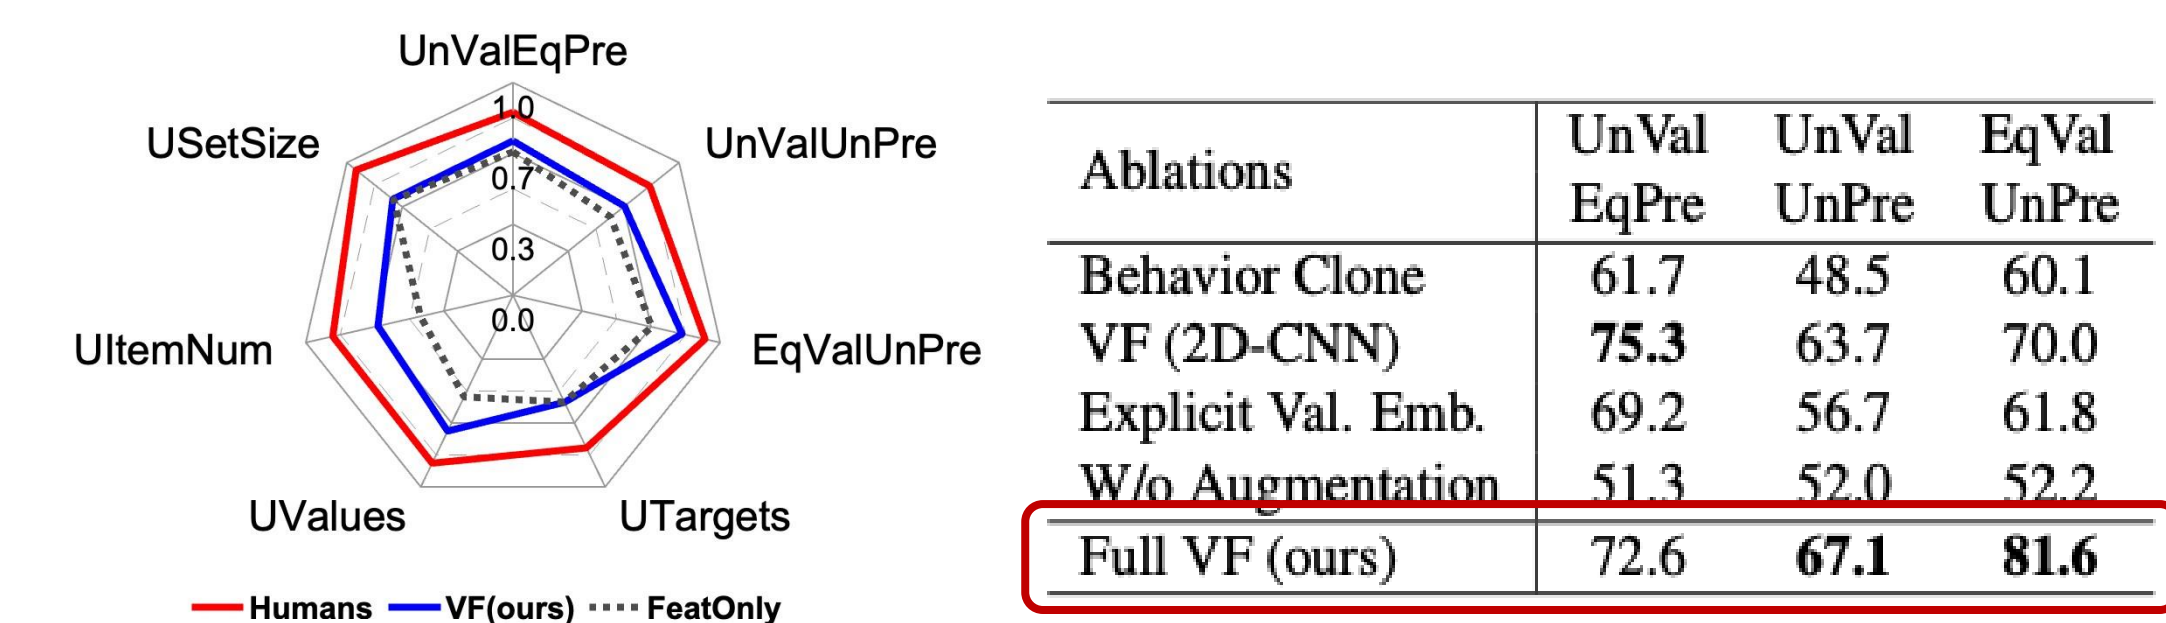 UnValEqPre
USetSize
UnValUnPre
1.0
0.7
0.3
0.0
UItemNum
EqValUnPre
UValues
UTargets
Humans VF(ours) FeatOnly
Ablations UnVal EqPre UnVal UnPre EqVal UnPre
Behavior Clone 61.7 48.5 60.1
VF (2D-CNN) 75.3 63.7 70.0
Explicit Val. Emb. 69.2 56.7 61.8
W/o Augmentation 51.3 52.0 52.2
Full VF (ours) 72.6 67.1 81.6